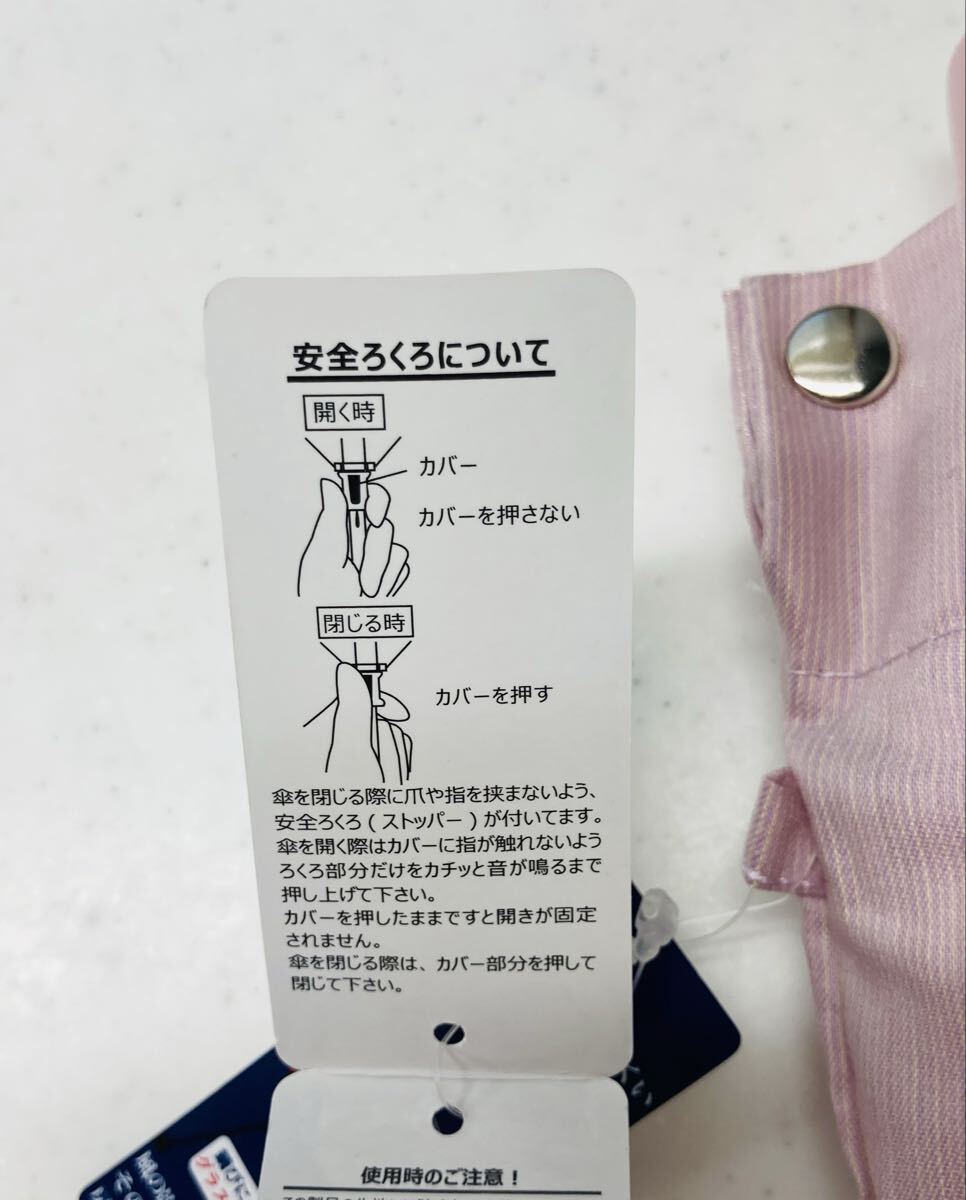 安全ろくろについて
開く時
カバー
カバーを押さない
閉じる時
カバーを押す
傘を閉じる際に爪や指を挟まないよう、
安全ろくろ(ストッパー)が付いてます。
傘を開く際はカバーに指が触れないよう
ろくろ部分だけをカチッと音が鳴るまで
押し上げて下さい。
カバーを押したままですと開きが固定
されません。
傘を閉じる際は、カバー部分を押して
閉じて下さい。
使用時のご注意！